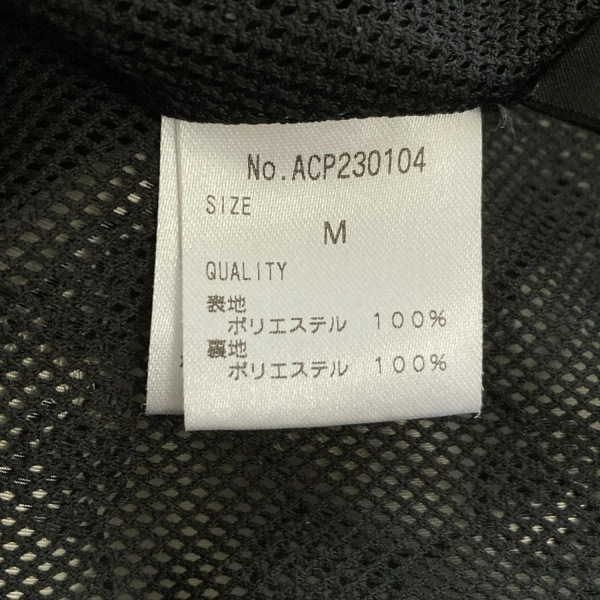 No.ACP230104
SIZE
M
QUALITY
表地
ポリエステル 100%
裏地
ポリエステル 100%